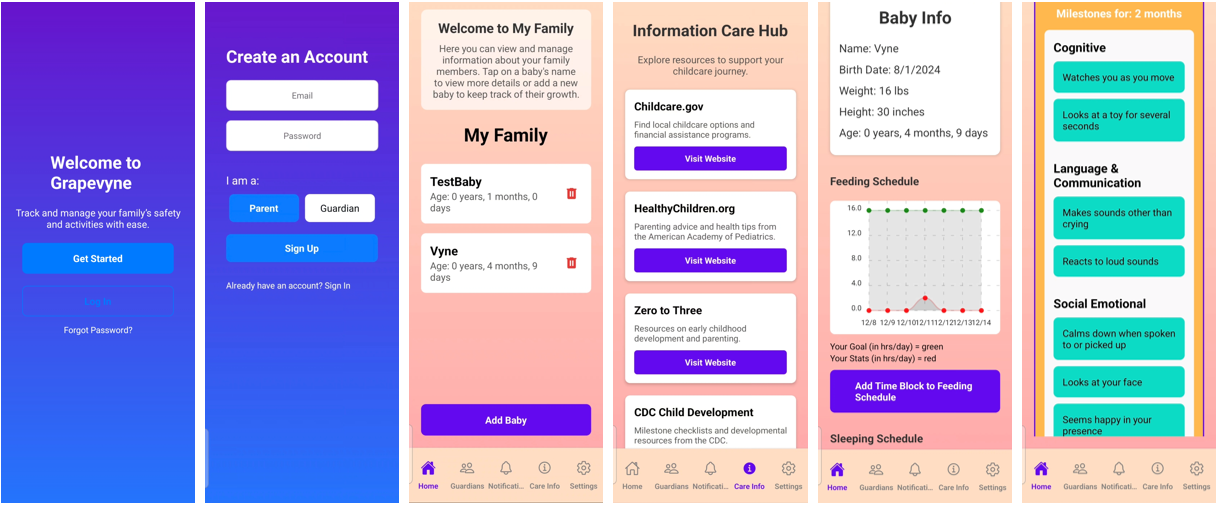 Welcome to
Grapevyne
Track and manage your family's safety
and activities with ease.
Get Started
Log In
Forgot Password?
Create an Account
Email
Password
I am a:
Parent
Guardian
Sign Up
Already have an account? Sign In
Welcome to My Family
Here you can view and manage
information about your family
members. Tap on a baby's name
to view more details or add a new
baby to keep track of their growth.
My Family
TestBaby
Age: 0 years, 1 months, 0
days
Vyne
Age: 0 years, 4 months, 9
days
Add Baby
Home
Guardians
Notificati...
Care Info
Settings
Information Care Hub
Explore resources to support your
childcare journey.
Childcare.gov
Find local childcare options and
financial assistance programs.
Visit Website
HealthyChildren.org
Parenting advice and health tips from
the American Academy of Pediatrics.
Visit Website
Zero to Three
Resources on early childhood
development and parenting.
Visit Website
CDC Child Development
Milestone checklists and developmental
resources from the CDC.
Home
Guardians
Notificati...
Care Info
Settings
Baby Info
Name: Vyne
Birth Date: 8/1/2024
Weight: 16 lbs
Height: 30 inches
Age: 0 years, 4 months, 9 days
Feeding Schedule
16.0
12.0
8.0
4.0
0.0
12/8 12/9 12/10 12/11 12/12 12/13 12/14
Your Goal (in hrs/day) = green
Your Stats (in hrs/day) = red
Add Time Block to Feeding
Schedule
Sleeping Schedule
Home
Guardians
Notificati...
Care Info
Settings
Milestones for: 2 months
Cognitive
Watches you as you move
Looks at a toy for several
seconds
Language &
Communication
Makes sounds other than
crying
Reacts to loud sounds
Social Emotional
Calms down when spoken
to or picked up
Looks at your face
Seems happy in your
presence
Home
Guardians
Notificati...
Care Info
Settings